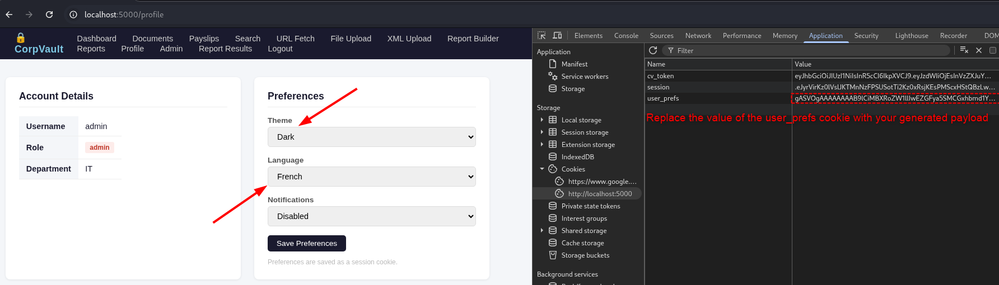 localhost:5000/profile
CorpVault
Dashboard Documents Payslips Search URL Fetch File Upload XML Upload Report Builder
Reports Profile Admin Report Results Logout
Account Details
Username admin
Role admin
Department IT
Preferences
Theme
Dark
Language
French
Notifications
Disabled
Save Preferences
Preferences are saved as a session cookie.
Elements Console Sources Network Performance Memory Application Security Lighthouse Recorder DOM
Application
Manifest
Service workers
Storage
Storage
Local storage
Session storage
Extension storage
IndexedDB
Cookies
https://www.google....
http://localhost:5000
Private state tokens
Interest groups
Shared storage
Cache storage
Storage buckets
Background services
Filter
Name Value
cv_token
session
user_prefs
Replace the value of the user_prefs cookie with your generated payload